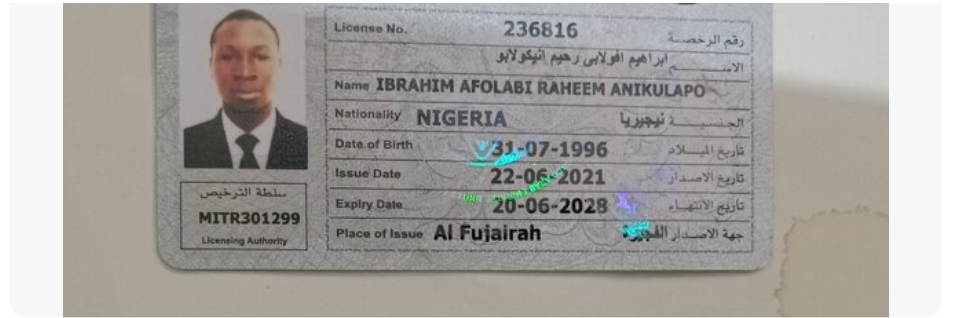 License No. 236816 رقم الرخصة
ابراهيم افولابى رحيم انيكولابو الاسم
Name IBRAHIM AFOLABI RAHEEM ANIKULAPO
Nationality NIGERIA نيجيريا الجنسية
Date of Birth 31-07-1996 تاريخ الميلاد
Issue Date 22-06-2021 تاريخ الاصدار
Expiry Date 20-06-2028 تاريخ الانتهاء
Place of Issue Al Fujairah الفجيرة جهة الاصدار
سلطة الترخيص
MITR301299
Licensing Authority